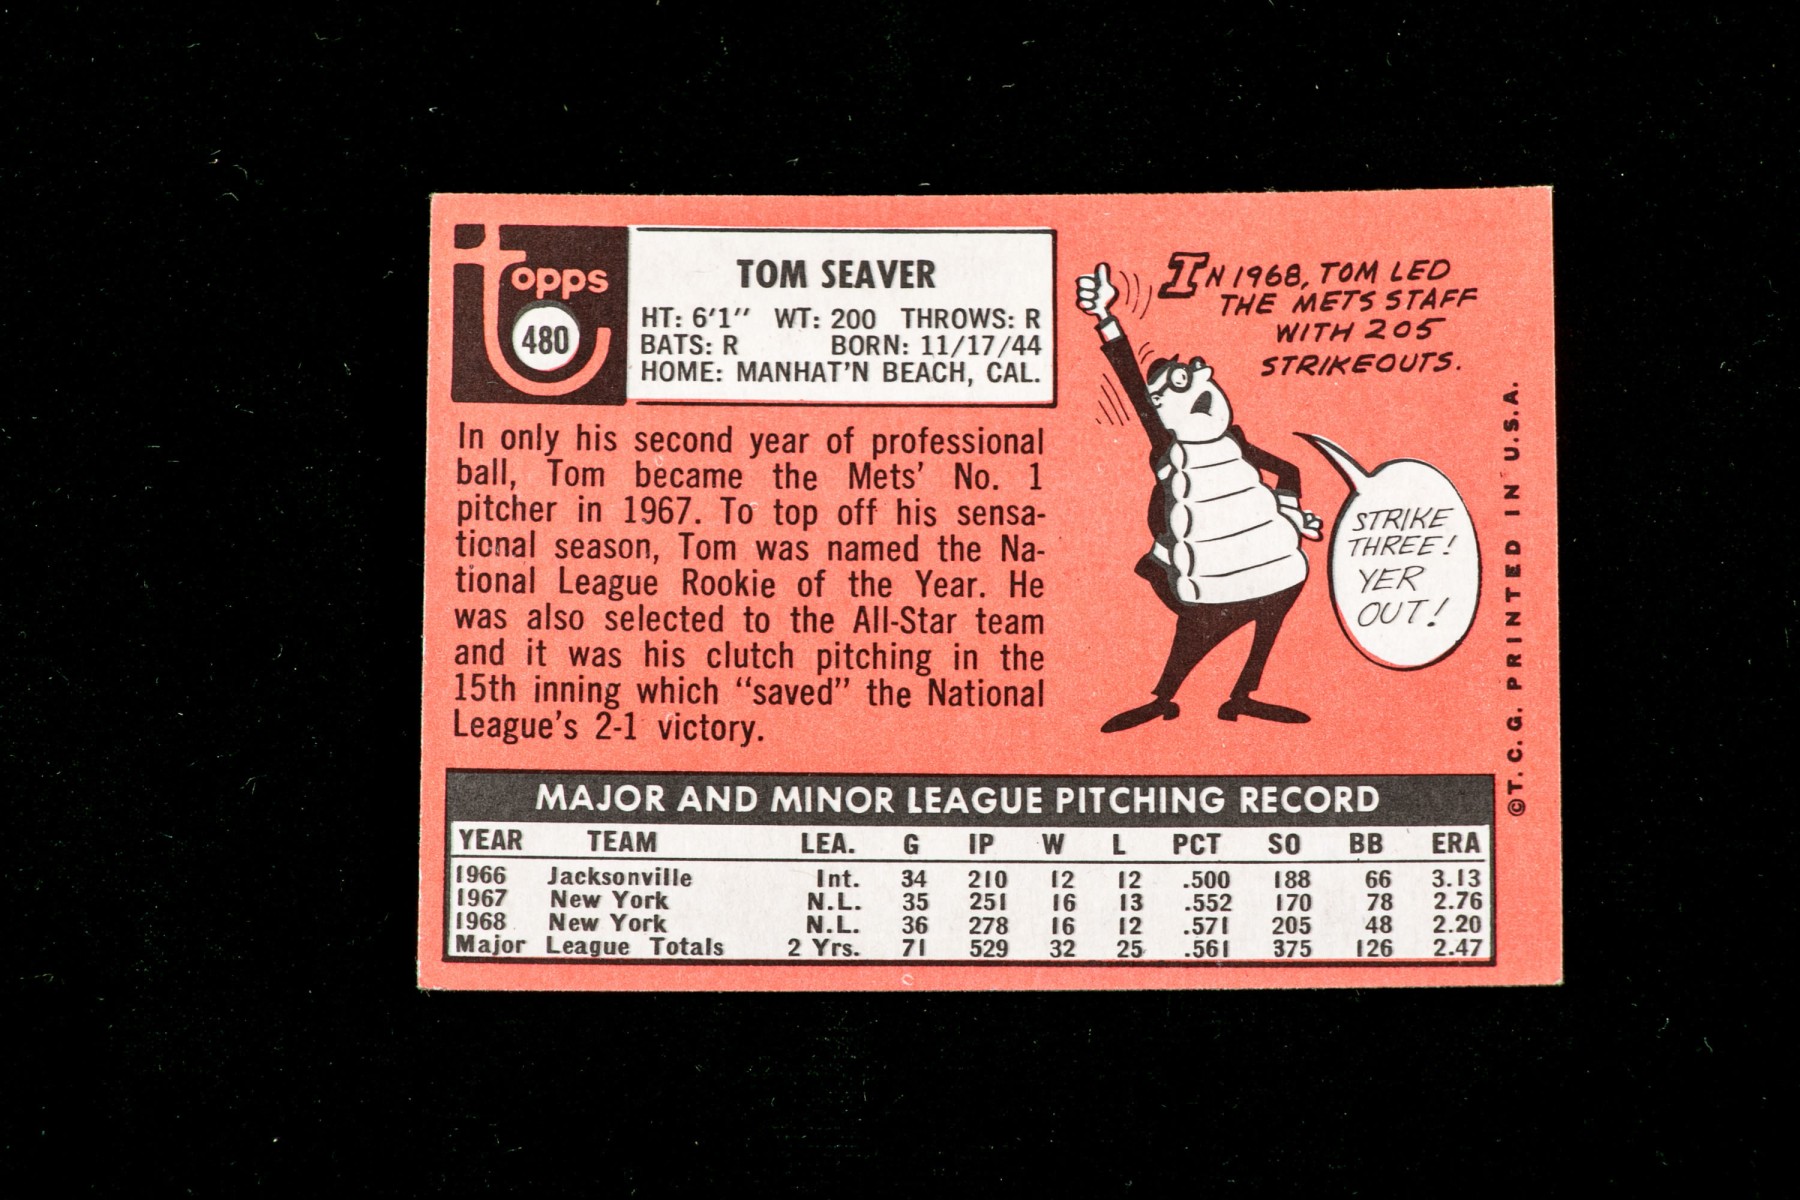 topps
480
TOM SEAVER
HT: 6'1" WT: 200 THROWS: R
BATS: R BORN: 11/17/44
HOME: MANHAT'N BEACH, CAL.
In only his second year of professional
ball, Tom became the Mets' No. 1
pitcher in 1967. To top off his sensa-
tional season, Tom was named the Na-
tional League Rookie of the Year. He
was also selected to the All-Star team
and it was his clutch pitching in the
15th inning which “saved” the National
League's 2-1 victory.
IN 1968, TOM LED
THE METS STAFF
WITH 205
STRIKEOUTS.
STRIKE
THREE!
YER
OUT!
©T. C. G. PRINTED IN U.S.A.
MAJOR AND MINOR LEAGUE PITCHING RECORD
YEAR TEAM LEA. G IP W L PCT SO BB ERA
1966 Jacksonville Int. 34 210 12 12 .500 188 66 3.13
1967 New York N.L. 35 251 16 13 .552 170 78 2.76
1968 New York N.L. 36 278 16 12 .571 205 48 2.20
Major League Totals 2 Yrs. 71 529 32 25 .561 375 126 2.47